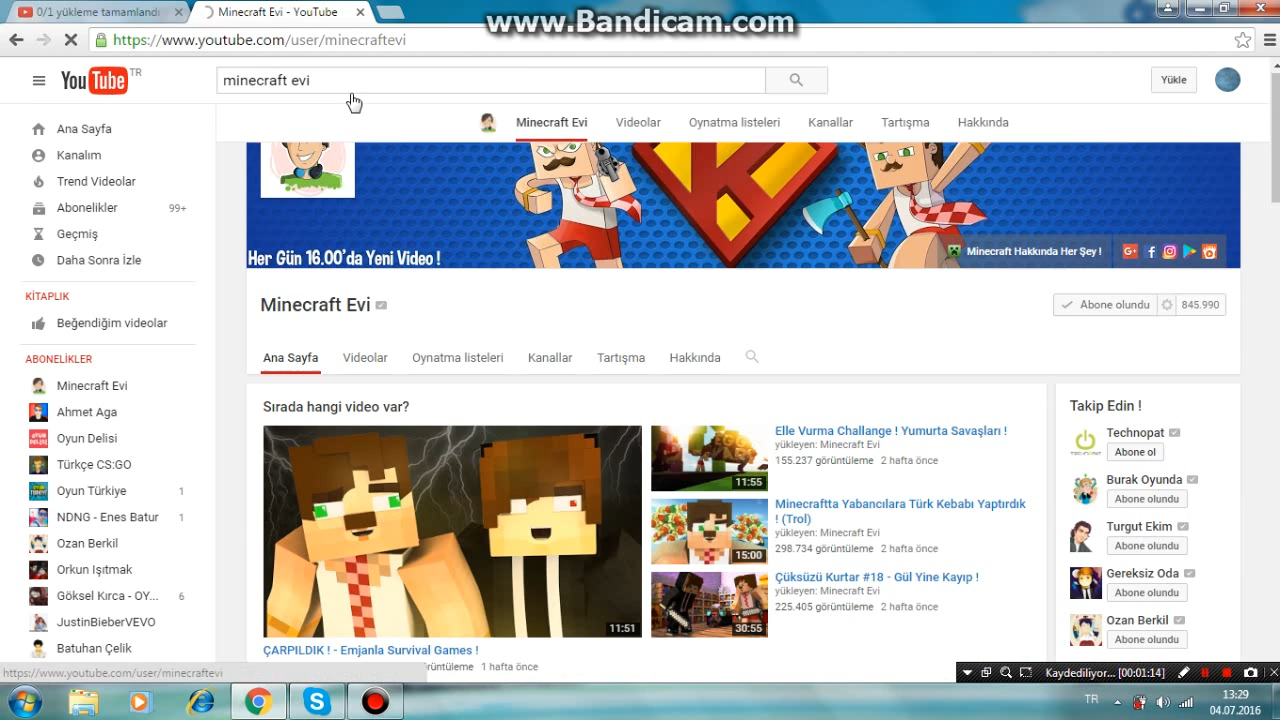 0/1 yükleme tamamlandı
Minecraft Evi - YouTube
www.Bandicam.com
https://www.youtube.com/user/minecraftevi
YouTube TR
minecraft evi
Yükle
Minecraft Evi Videolar Oynatma listeleri Kanallar Tartışma Hakkında
Ana Sayfa
Kanalım
Trend Videolar
Abonelikler 99+
Geçmiş
Daha Sonra İzle
KİTAPLIK
Beğendiğim videolar
ABONELİKLER
Minecraft Evi
Ahmet Aga
Oyun Delisi
Türkçe CS:GO
Oyun Türkiye 1
NDNG - Enes Batur 1
Ozan Berkil
Orkun Işıtmak
Göksel Kırca - OY... 6
JustinBieberVEVO
Batuhan Çelik
Her Gün 16.00'da Yeni Video !
Minecraft Hakkında Her Şey !
Minecraft Evi
Abone olundu 845.990
Ana Sayfa Videolar Oynatma listeleri Kanallar Tartışma Hakkında
Sırada hangi video var?
11:51
ÇARPILDIK ! - Emjanla Survival Games !
1 hafta önce
11:55
Elle Vurma Challange ! Yumurta Savaşları !
yükleyen: Minecraft Evi
155.237 görüntüleme 2 hafta önce
15:00
Minecraftta Yabancılara Türk Kebabı Yaptırdık
! (Trol)
yükleyen: Minecraft Evi
298.734 görüntüleme 2 hafta önce
30:55
Çüksüzü Kurtar #18 - Gül Yine Kayıp !
yükleyen: Minecraft Evi
225.405 görüntüleme 2 hafta önce
Takip Edin !
Technopat
Abone ol
Burak Oyunda
Abone olundu
Turgut Ekim
Abone olundu
Gereksiz Oda
Abone olundu
Ozan Berkil
Abone olundu
https://www.youtube.com/user/minecraftevi
Kaydediliyor... [00:01:14]
TR
13:29
04.07.2016